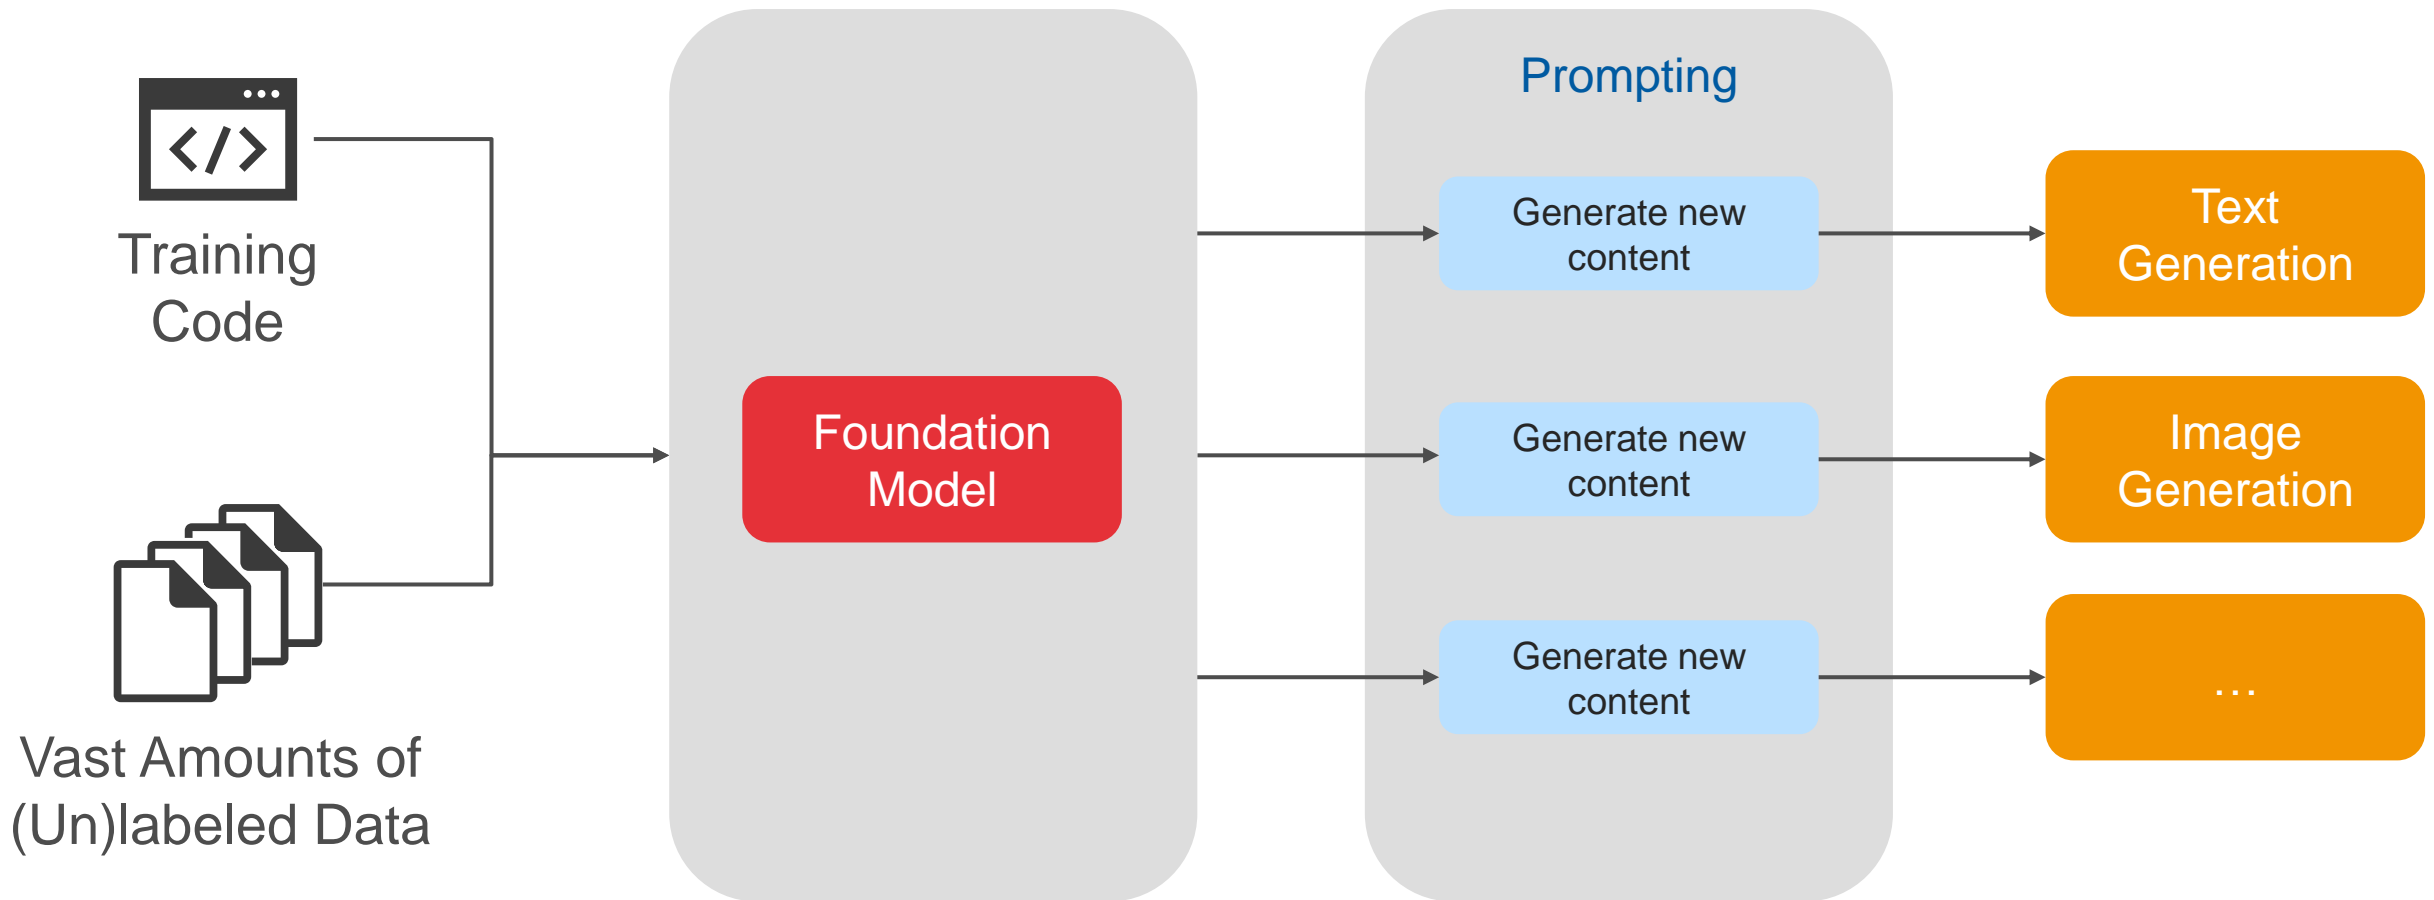 Training
Code
Vast Amounts of
(Un)labeled Data
Foundation
Model
Prompting
Generate new
content
Generate new
content
Generate new
content
Text
Generation
Image
Generation
...